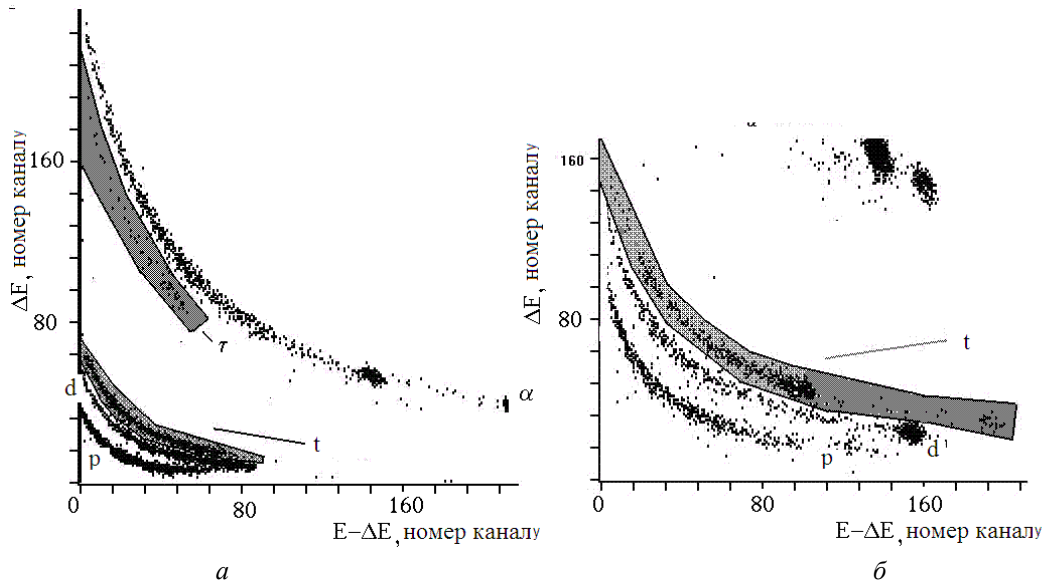 160
80
ΔE, номер каналу
τ
α
d
t
p
0
80
160
E–ΔE, номер каналу
а
α
160
80
ΔE, номер каналу
t
p
d
0
80
160
E–ΔE, номер каналу
б